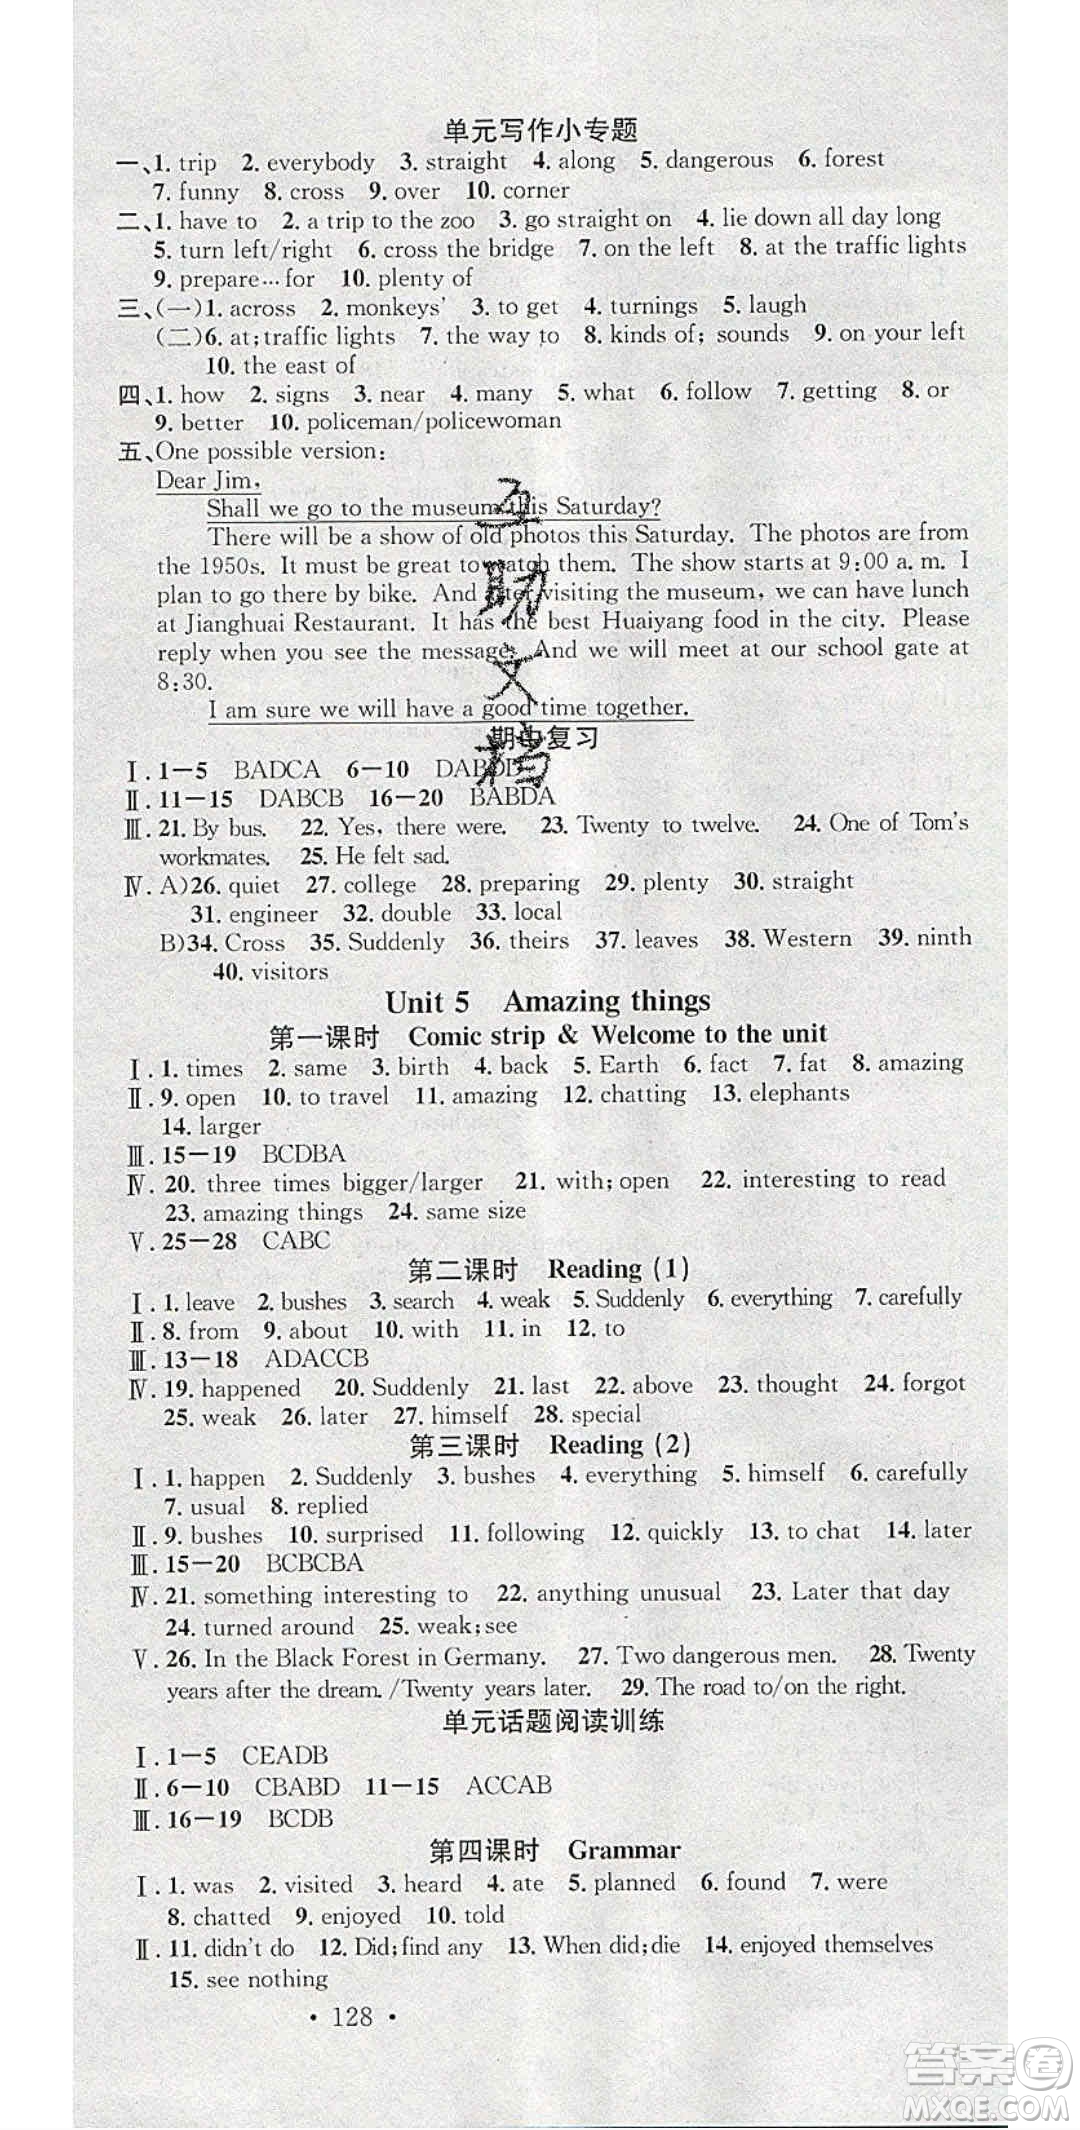 单元写作小专题
一、1. trip 2. everybody 3. straight 4. along 5. dangerous 6. forest
7. funny 8. cross 9. over 10. corner
二、1. have to 2. a trip to the zoo 3. go straight on 4. lie down all day long
5. turn left/right 6. cross the bridge 7. on the left 8. at the traffic lights
9. prepare…for 10. plenty of
三、(一)1. across 2. monkeys' 3. to get 4. turnings 5. laugh
(二)6. at;traffic lights 7. the way to 8. kinds of; sounds 9. on your left
10. the east of
四、1. how 2. signs 3. near 4. many 5. what 6. follow 7. getting 8. or
9. better 10. policeman/policewoman
五、One possible version:
Dear Jim,
Shall we go to the museum this Saturday?
There will be a show of old photos this Saturday. The photos are
from the 1950s. It must be great to watch them. The show starts at 9:00 a. m. I
plan to go there by bike. And after visiting the museum, we can have lunch
at Jianghuai Restaurant. It has the best Huaiyang food in the city. Please
reply when you see the message. And we will meet at our school gate at
8:30.
I am sure we will have a good time together.
期中复习
Ⅰ. 1—5 BADCA 6—10 DABDD
Ⅱ. 11—15 DABCB 16—20 BABDA
Ⅲ. 21. By bus. 22. Yes, there were. 23. Twenty to twelve. 24. One of Tom's
workmates. 25. He felt sad.
Ⅳ. A)26. quiet 27. college 28. preparing 29. plenty 30. straight
31. engineer 32. double 33. local
B)34. Cross 35. Suddenly 36. theirs 37. leaves 38. Western 39. ninth
40. visitors
Unit 5 Amazing things
第一课时 Comic strip & Welcome to the unit
Ⅰ. 1. times 2. same 3. birth 4. back 5. Earth 6. fact 7. fat 8. amazing
Ⅱ. 9. open 10. to travel 11. amazing 12. chatting 13. elephants
14. larger
Ⅲ. 15—19 BCDBA
Ⅳ. 20. three times bigger/larger 21. with; open 22. interesting to read
23. amazing things 24. same size
Ⅴ. 25—28 CABC
第二课时 Reading (1)
Ⅰ. 1. leave 2. bushes 3. search 4. weak 5. Suddenly 6. everything 7. carefully
Ⅱ. 8. from 9. about 10. with 11. in 12. to
Ⅲ. 13—18 ADACCB
Ⅳ. 19. happened 20. Suddenly 21. last 22. above 23. thought 24. forgot
25. weak 26. later 27. himself 28. special
第三课时 Reading (2)
Ⅰ. 1. happen 2. Suddenly 3. bushes 4. everything 5. himself 6. carefully
7. usual 8. replied
Ⅱ. 9. bushes 10. surprised 11. following 12. quickly 13. to chat 14. later
Ⅲ. 15—20 BCBCBA
Ⅳ. 21. something interesting to 22. anything unusual 23. Later that day
24. turned around 25. weak;see
Ⅴ. 26. In the Black Forest in Germany. 27. Two dangerous men. 28. Twenty
years after the dream. /Twenty years later. 29. The road to/on the right.
单元话题阅读训练
Ⅰ. 1—5 CEADB
Ⅱ. 6—10 CBABD 11—15 ACCAB
Ⅲ. 16—19 BCDB
第四课时 Grammar
Ⅰ. 1. was 2. visited 3. heard 4. ate 5. planned 6. found 7. were
8. chatted 9. enjoyed 10. told
Ⅱ. 11. didn't do 12. Did;find any 13. When did;die 14. enjoyed themselves
15. see nothing
· 128 ·
互助文档
答案圈
MXQE.COM